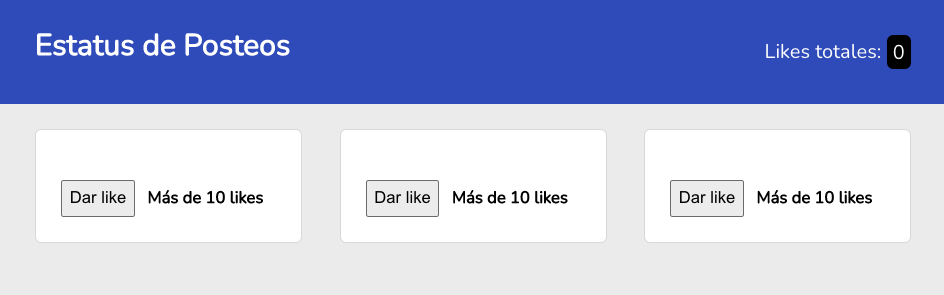 Estatus de Posteos
Likes totales: 0
Dar like Más de 10 likes
Dar like Más de 10 likes
Dar like Más de 10 likes